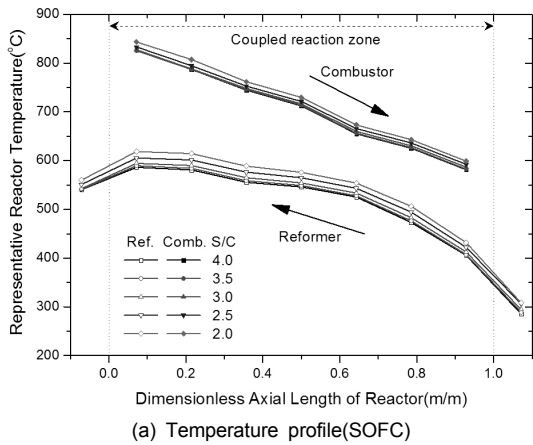 900
800
700
600
500
400
300
200
Representative Reactor Temperature(°C)
Coupled reaction zone
Combustor
Reformer
Ref. Comb. S/C
4.0
3.5
3.0
2.5
2.0
0.0 0.2 0.4 0.6 0.8 1.0
Dimensionless Axial Length of Reactor(m/m)
(a) Temperature profile(SOFC)